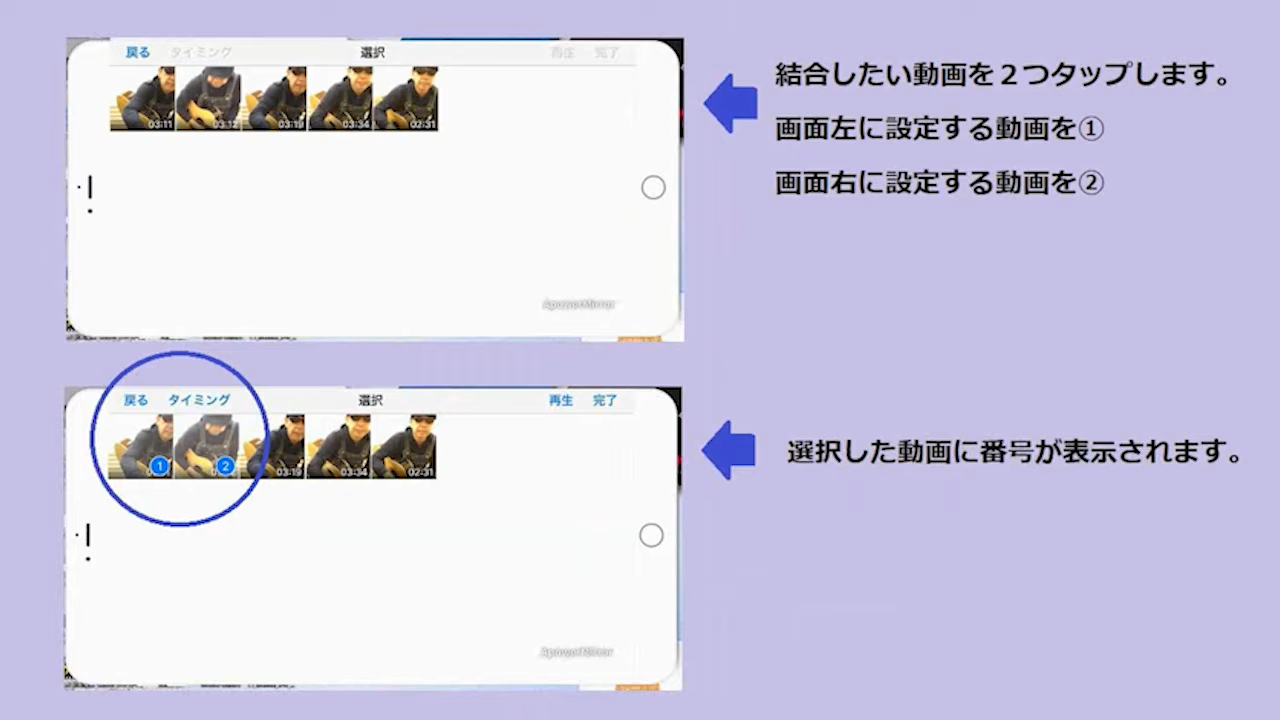 戻る タイミング 選択 再生 完了
03:11 03:12 03:19 03:34 02:31
ApowerMirror
結合したい動画を２つタップします。
画面左に設定する動画を①
画面右に設定する動画を②
戻る タイミング 選択 再生 完了
1 2 03:19 03:34 02:31
ApowerMirror
選択した動画に番号が表示されます。